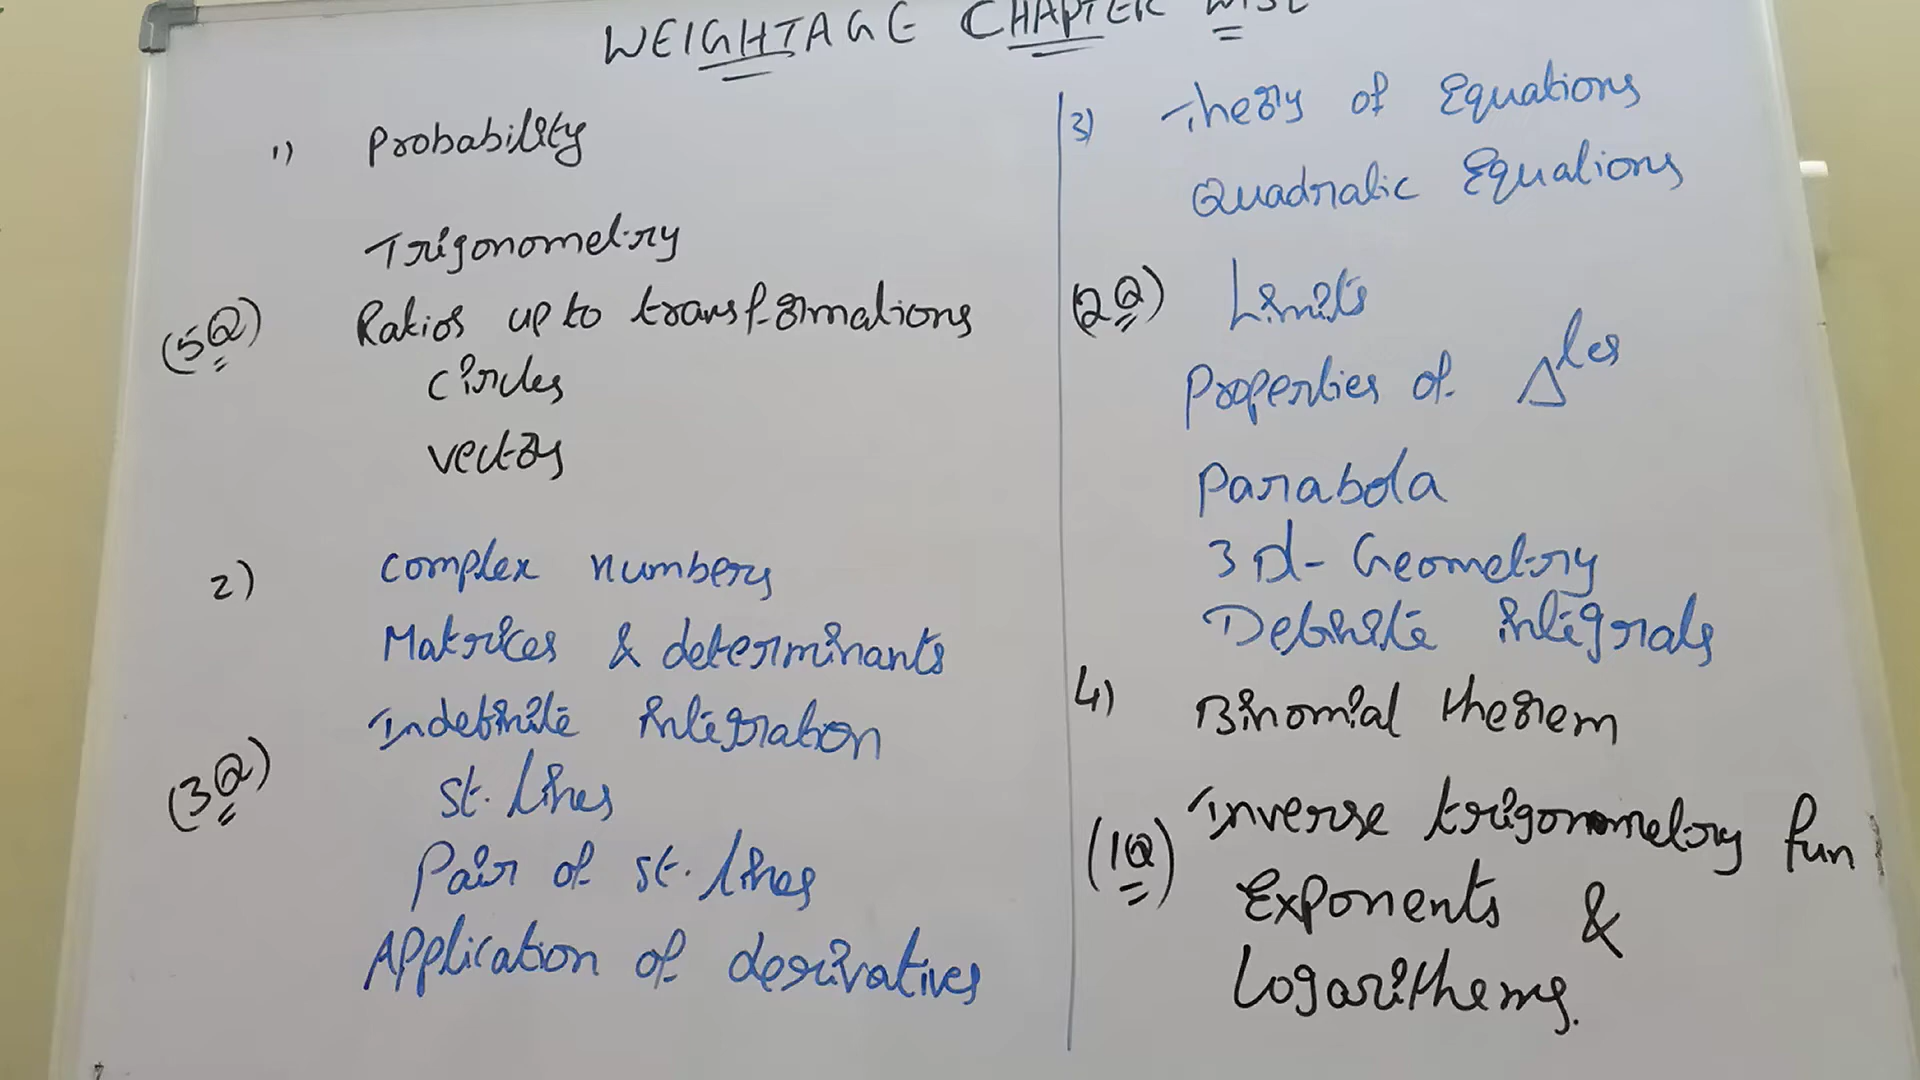 WEIGHTAGE CHAPTER WISE
1) Probability
Trigonometry
(5Q) Ratios up to transformations
circles
vectors
2) complex numbers
Matrices & determinants
Indefinite integration
(3Q) St. lines
Pair of st. lines
Application of derivatives
3) Theory of Equations
Quadratic Equations
(2Q) Limits
Properties of Δles
Parabola
3D-Geometry
Definite integrals
4) Binomial theorem
(1Q) Inverse trigonometry fun
Exponents &
Logarithems.